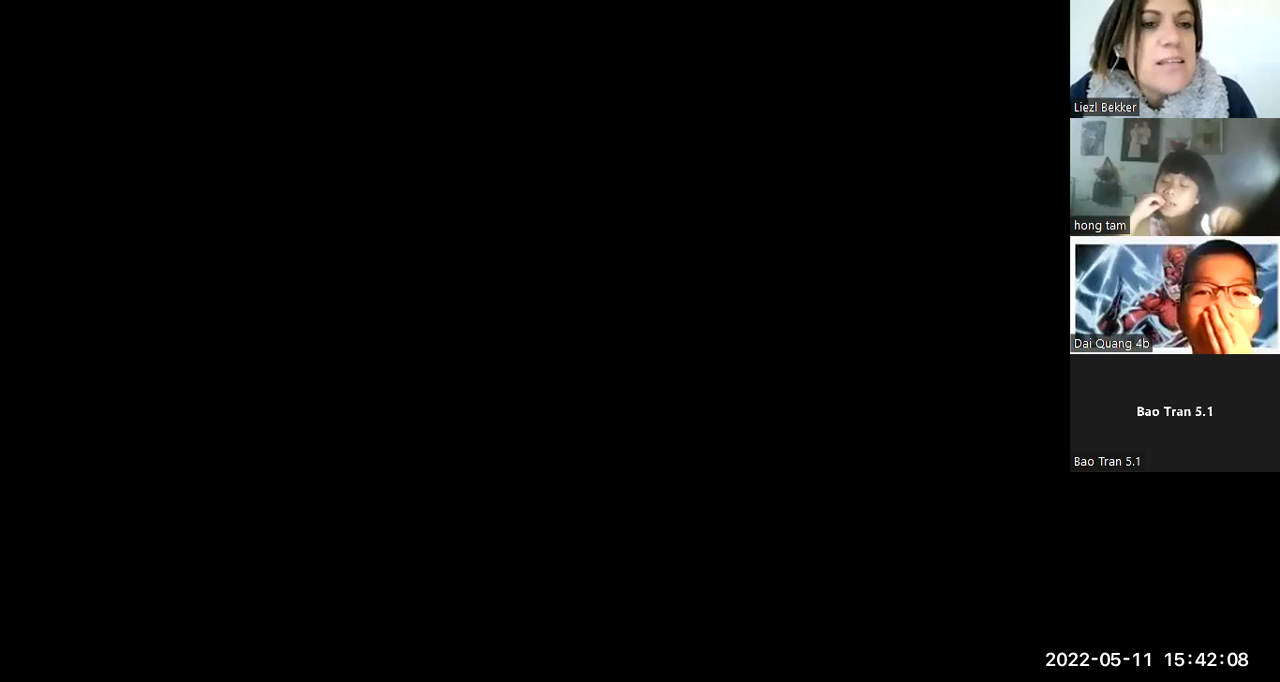 Liezl Bekker
hong tam
Dai Quang 4b
Bao Tran 5.1
Bao Tran 5.1
2022-05-11 15:42:08